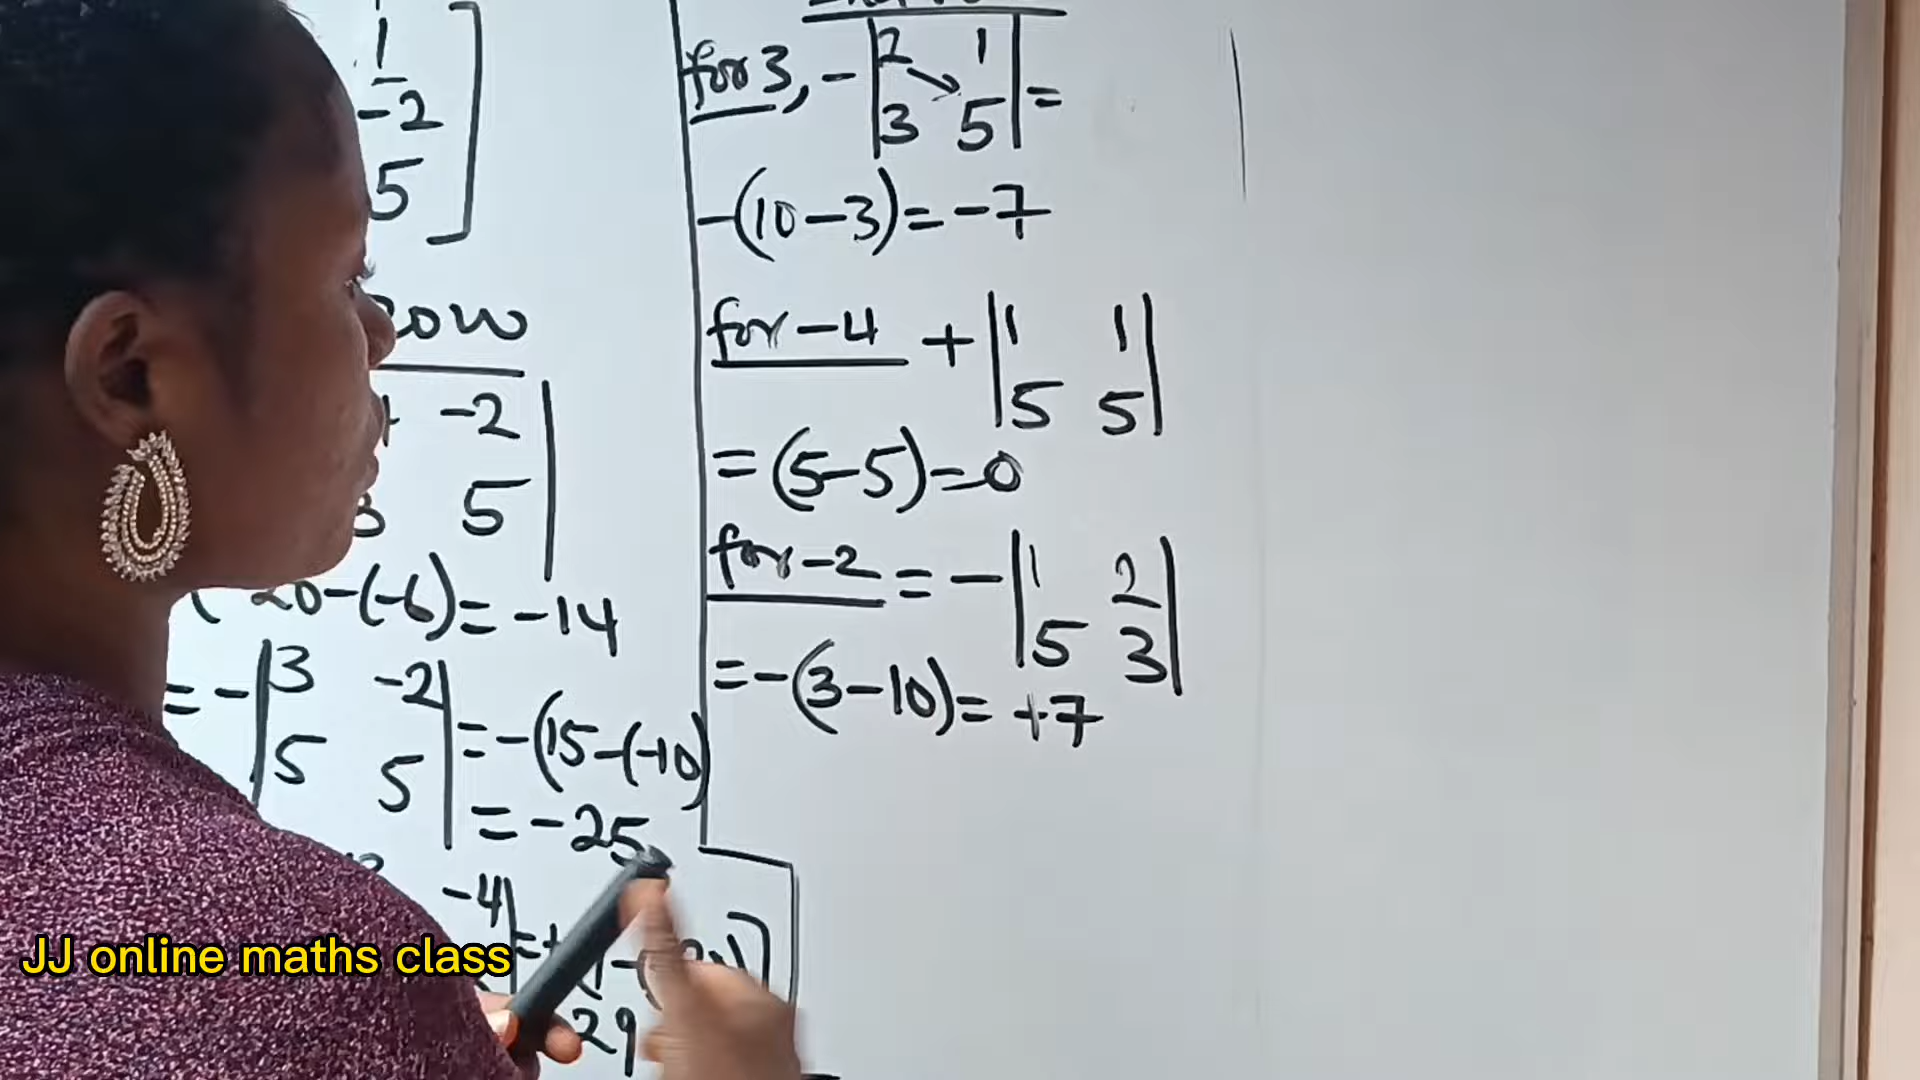 1
-2
5
ROW
-2
5
20-(-6)=-14
= - |3 -2|
|5 5| = -(15-(-10)
= -25
-4
29
for 3, - |2 1|
|3 5| =
-(10-3)=-7
for -4 + |1 1|
|5 5|
=(5-5)=0
for -2 = - |1 2|
|5 3|
=-(3-10)=+7
JJ online maths class